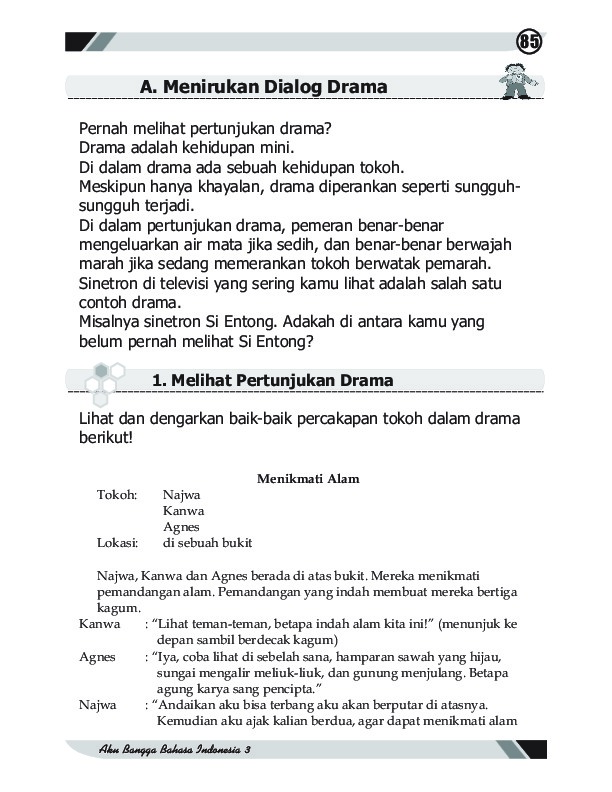 85
A. Menirukan Dialog Drama
Pernah melihat pertunjukan drama?
Drama adalah kehidupan mini.
Di dalam drama ada sebuah kehidupan tokoh.
Meskipun hanya khayalan, drama diperankan seperti sungguh-
sungguh terjadi.
Di dalam pertunjukan drama, pemeran benar-benar
mengeluarkan air mata jika sedih, dan benar-benar berwajah
marah jika sedang memerankan tokoh berwatak pemarah.
Sinetron di televisi yang sering kamu lihat adalah salah satu
contoh drama.
Misalnya sinetron Si Entong. Adakah di antara kamu yang
belum pernah melihat Si Entong?
1. Melihat Pertunjukan Drama
Lihat dan dengarkan baik-baik percakapan tokoh dalam drama
berikut!
Menikmati Alam
Tokoh: Najwa
Kanwa
Agnes
Lokasi: di sebuah bukit
Najwa, Kanwa dan Agnes berada di atas bukit. Mereka menikmati
pemandangan alam. Pemandangan yang indah membuat mereka bertiga
kagum.
Kanwa : “Lihat teman-teman, betapa indah alam kita ini!” (menunjuk ke
depan sambil berdecak kagum)
Agnes : “Iya, coba lihat di sebelah sana, hamparan sawah yang hijau,
sungai mengalir meliuk-liuk, dan gunung menjulang. Betapa
agung karya sang pencipta.”
Najwa : “Andaikan aku bisa terbang aku akan berputar di atasnya.
Kemudian aku ajak kalian berdua, agar dapat menikmati alam
Aku Bangga Bahasa Indonesia 3